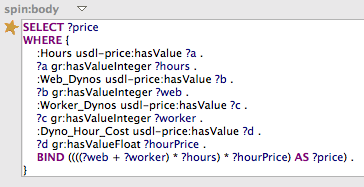 spin:body
SELECT ?price
WHERE {
:Hours usdl-price:hasValue ?a .
?a gr:hasValueInteger ?hours .
:Web_Dynos usdl-price:hasValue ?b .
?b gr:hasValueInteger ?web .
:Worker_Dynos usdl-price:hasValue ?c .
?c gr:hasValueInteger ?worker .
:Dyno_Hour_Cost usdl-price:hasValue ?d .
?d gr:hasValueFloat ?hourPrice .
BIND ((((?web + ?worker) * ?hours) * ?hourPrice) AS ?price) .
}